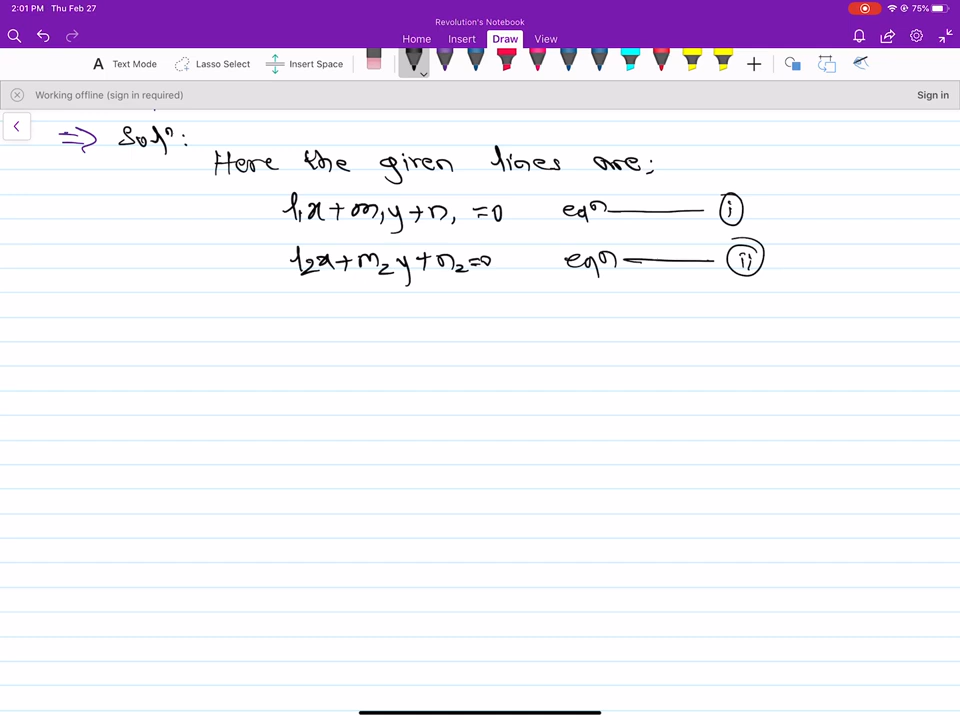 2:01 PM Thu Feb 27
75%
Revolution's Notebook
Home Insert Draw View
A Text Mode Lasso Select Insert Space
Working offline (sign in required) Sign in
⇒ Solⁿ:
Here the given lines are;
l₁x + m₁y + n₁ = 0 eqn (i)
l₂x + m₂y + n₂ = 0 eqn (ii)